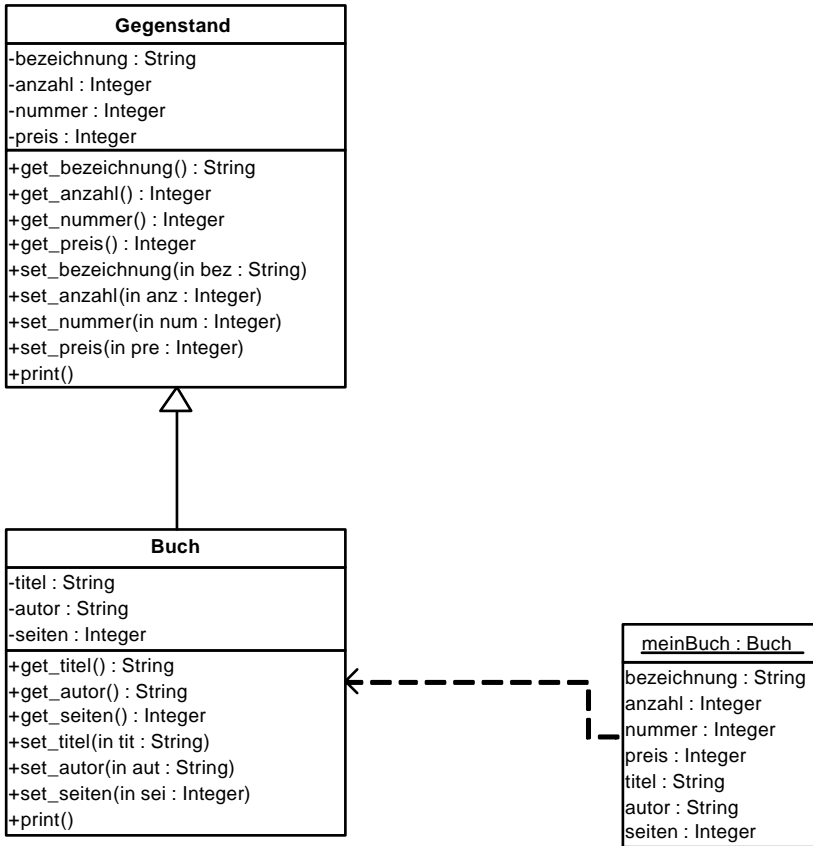 Gegenstand
-bezeichnung : String
-anzahl : Integer
-nummer : Integer
-preis : Integer
+get_bezeichnung() : String
+get_anzahl() : Integer
+get_nummer() : Integer
+get_preis() : Integer
+set_bezeichnung(in bez : String)
+set_anzahl(in anz : Integer)
+set_nummer(in num : Integer)
+set_preis(in pre : Integer)
+print()
Buch
-titel : String
-autor : String
-seiten : Integer
+get_titel() : String
+get_autor() : String
+get_seiten() : Integer
+set_titel(in tit : String)
+set_autor(in aut : String)
+set_seiten(in sei : Integer)
+print()
meinBuch : Buch
bezeichnung : String
anzahl : Integer
nummer : Integer
preis : Integer
titel : String
autor : String
seiten : Integer